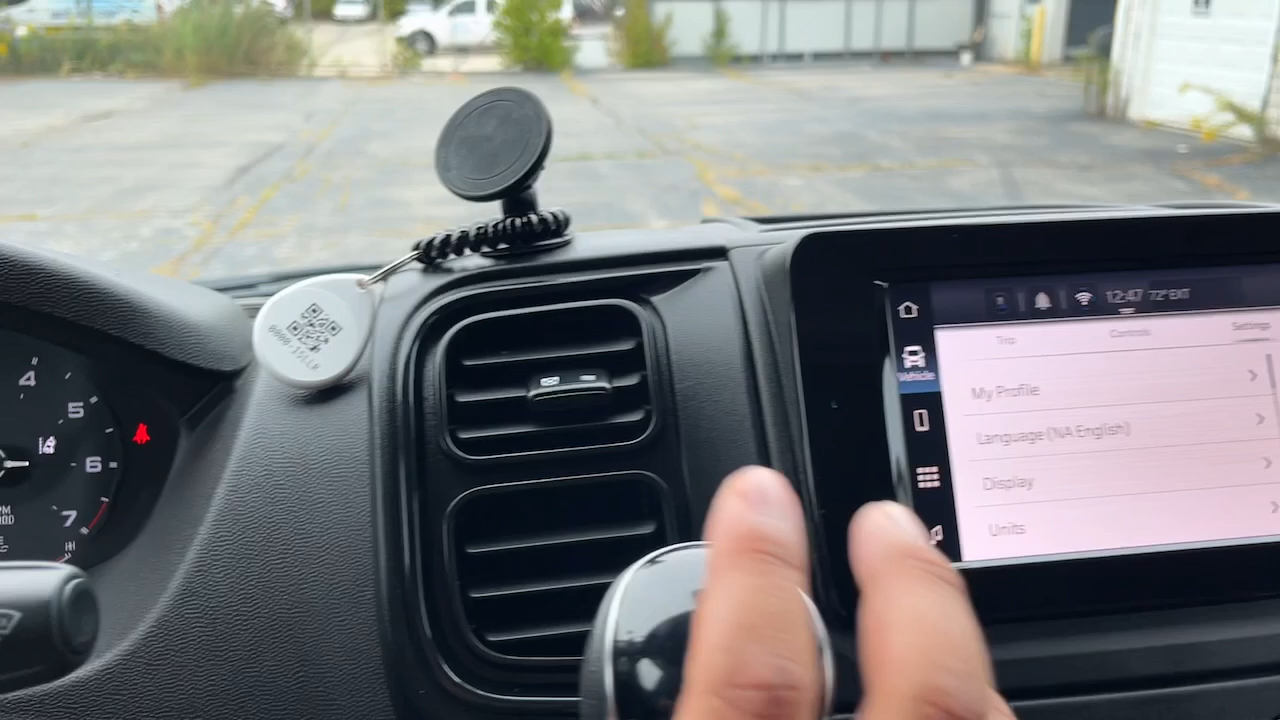 12:47 72° EXT
Trip Controls Settings
Vehicle
My Profile
Language (NA English)
Display
Units
4
5
6
7